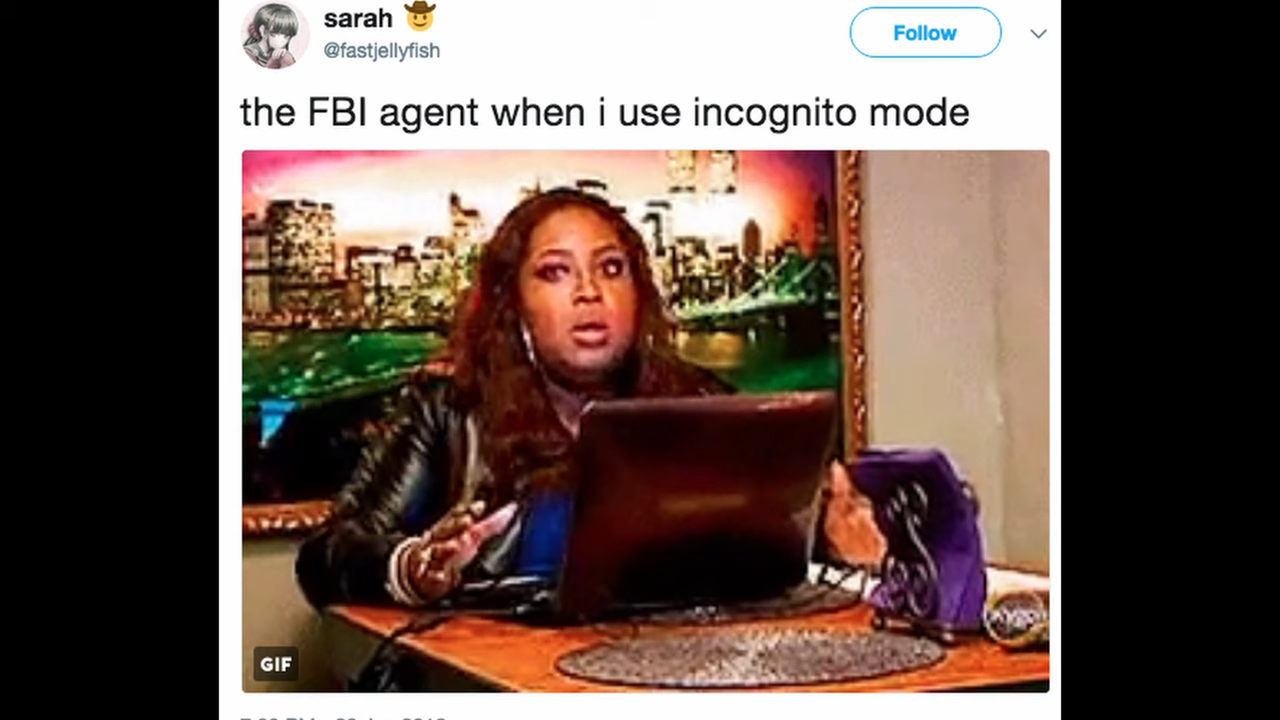 sarah 🤠
@fastjellyfish
Follow
the FBI agent when i use incognito mode
GIF